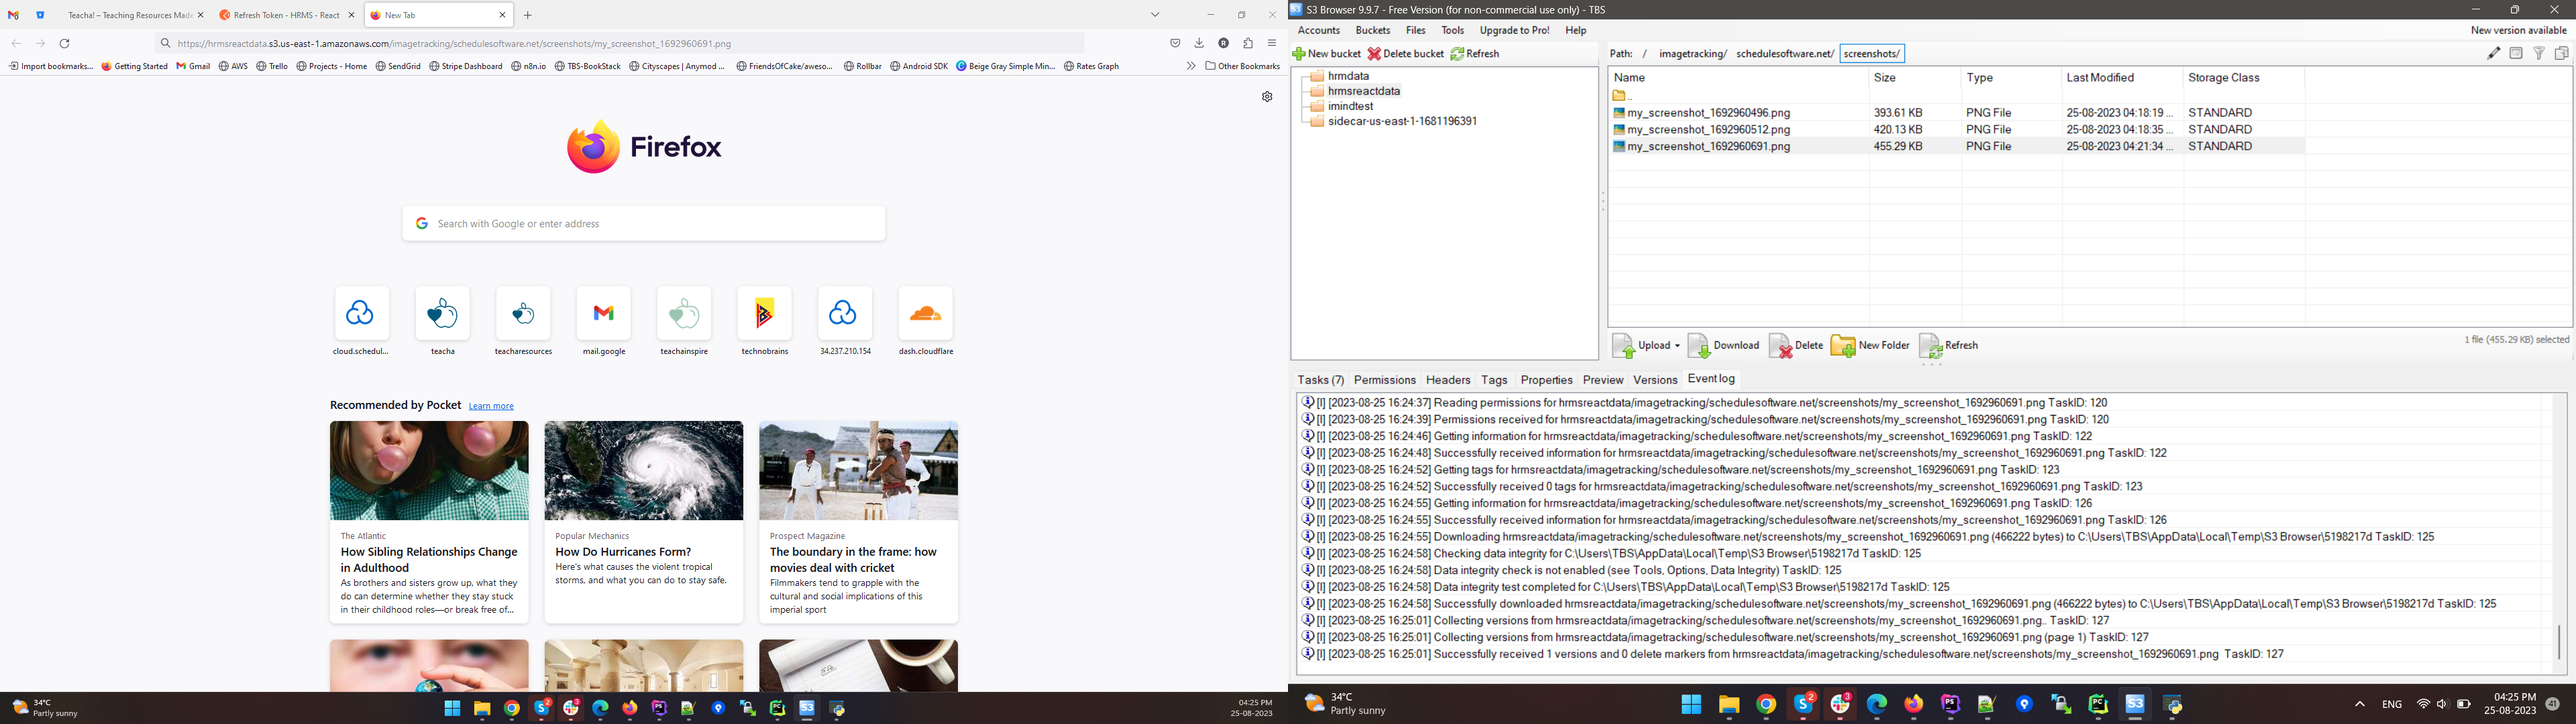 Teacha! – Teaching Resources Made
Refresh Token - HRMS - React
New Tab
https://hrmsreactdata.s3.us-east-1.amazonaws.com/imagetracking/schedulesoftware.net/screenshots/my_screenshot_1692960691.png
Import bookmarks... Getting Started Gmail AWS Trello Projects - Home SendGrid Stripe Dashboard n8n.io TBS-BookStack Cityscapes | Anymod ... FriendsOfCake/aweso... Rollbar Android SDK Beige Gray Simple Min... Rates Graph Other Bookmarks
Firefox
Search with Google or enter address
cloud.schedul... teacha teacharesources mail.google teachainspire technobrains 34.237.210.154 dash.cloudflare
Recommended by Pocket Learn more
The Atlantic
How Sibling Relationships Change
in Adulthood
As brothers and sisters grow up, what they
do can determine whether they stay stuck
in their childhood roles—or break free of...
Popular Mechanics
How Do Hurricanes Form?
Here's what causes the violent tropical
storms, and what you can do to stay safe.
Prospect Magazine
The boundary in the frame: how
movies deal with cricket
Filmmakers tend to grapple with the
cultural and social implications of this
imperial sport
34°C
Partly sunny
2
3
04:25 PM
25-08-2023
S3 Browser 9.9.7 - Free Version (for non-commercial use only) - TBS
Accounts Buckets Files Tools Upgrade to Pro! Help
New version available
New bucket Delete bucket Refresh
hrmdata
hrmsreactdata
imindtest
sidecar-us-east-1-1681196391
Path: / imagetracking/ schedulesoftware.net/ screenshots/
Name Size Type Last Modified Storage Class
..
my_screenshot_1692960496.png 393.61 KB PNG File 25-08-2023 04:18:19 ... STANDARD
my_screenshot_1692960512.png 420.13 KB PNG File 25-08-2023 04:18:35 ... STANDARD
my_screenshot_1692960691.png 455.29 KB PNG File 25-08-2023 04:21:34 ... STANDARD
Upload Download Delete New Folder Refresh
1 file (455.29 KB) selected
Tasks (7) Permissions Headers Tags Properties Preview Versions Event log
[I] [2023-08-25 16:24:37] Reading permissions for hrmsreactdata/imagetracking/schedulesoftware.net/screenshots/my_screenshot_1692960691.png TaskID: 120
[I] [2023-08-25 16:24:39] Permissions received for hrmsreactdata/imagetracking/schedulesoftware.net/screenshots/my_screenshot_1692960691.png TaskID: 120
[I] [2023-08-25 16:24:46] Getting information for hrmsreactdata/imagetracking/schedulesoftware.net/screenshots/my_screenshot_1692960691.png TaskID: 122
[I] [2023-08-25 16:24:48] Successfully received information for hrmsreactdata/imagetracking/schedulesoftware.net/screenshots/my_screenshot_1692960691.png TaskID: 122
[I] [2023-08-25 16:24:52] Getting tags for hrmsreactdata/imagetracking/schedulesoftware.net/screenshots/my_screenshot_1692960691.png TaskID: 123
[I] [2023-08-25 16:24:52] Successfully received 0 tags for hrmsreactdata/imagetracking/schedulesoftware.net/screenshots/my_screenshot_1692960691.png TaskID: 123
[I] [2023-08-25 16:24:55] Getting information for hrmsreactdata/imagetracking/schedulesoftware.net/screenshots/my_screenshot_1692960691.png TaskID: 126
[I] [2023-08-25 16:24:55] Successfully received information for hrmsreactdata/imagetracking/schedulesoftware.net/screenshots/my_screenshot_1692960691.png TaskID: 126
[I] [2023-08-25 16:24:55] Downloading hrmsreactdata/imagetracking/schedulesoftware.net/screenshots/my_screenshot_1692960691.png (466222 bytes) to C:\Users\TBS\AppData\Local\Temp\S3 Browser\5198217d TaskID: 125
[I] [2023-08-25 16:24:58] Checking data integrity for C:\Users\TBS\AppData\Local\Temp\S3 Browser\5198217d TaskID: 125
[I] [2023-08-25 16:24:58] Data integrity check is not enabled (see Tools, Options, Data Integrity) TaskID: 125
[I] [2023-08-25 16:24:58] Data integrity test completed for C:\Users\TBS\AppData\Local\Temp\S3 Browser\5198217d TaskID: 125
[I] [2023-08-25 16:24:58] Successfully downloaded hrmsreactdata/imagetracking/schedulesoftware.net/screenshots/my_screenshot_1692960691.png (466222 bytes) to C:\Users\TBS\AppData\Local\Temp\S3 Browser\5198217d TaskID: 125
[I] [2023-08-25 16:25:01] Collecting versions from hrmsreactdata/imagetracking/schedulesoftware.net/screenshots/my_screenshot_1692960691.png.. TaskID: 127
[I] [2023-08-25 16:25:01] Collecting versions from hrmsreactdata/imagetracking/schedulesoftware.net/screenshots/my_screenshot_1692960691.png (page 1) TaskID: 127
[I] [2023-08-25 16:25:01] Successfully received 1 versions and 0 delete markers from hrmsreactdata/imagetracking/schedulesoftware.net/screenshots/my_screenshot_1692960691.png TaskID: 127
34°C
Partly sunny
2
3
ENG
04:25 PM
25-08-2023
41